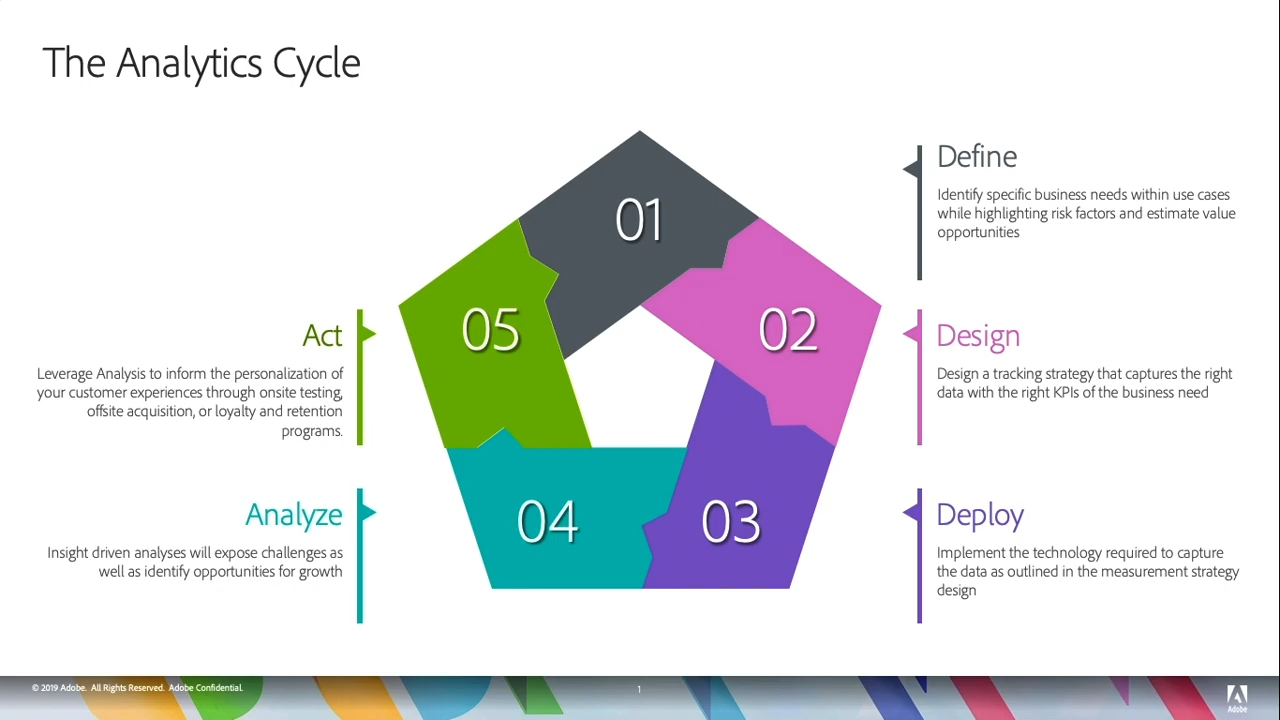 The Analytics Cycle
01
02
03
04
05
Define
Identify specific business needs within use cases
while highlighting risk factors and estimate value
opportunities
Design
Design a tracking strategy that captures the right
data with the right KPIs of the business need
Deploy
Implement the technology required to capture
the data as outlined in the measurement strategy
design
Analyze
Insight driven analyses will expose challenges as
well as identify opportunities for growth
Act
Leverage Analysis to inform the personalization of
your customer experiences through onsite testing,
offsite acquisition, or loyalty and retention
programs.
© 2019 Adobe. All Rights Reserved. Adobe Confidential.
1
Adobe